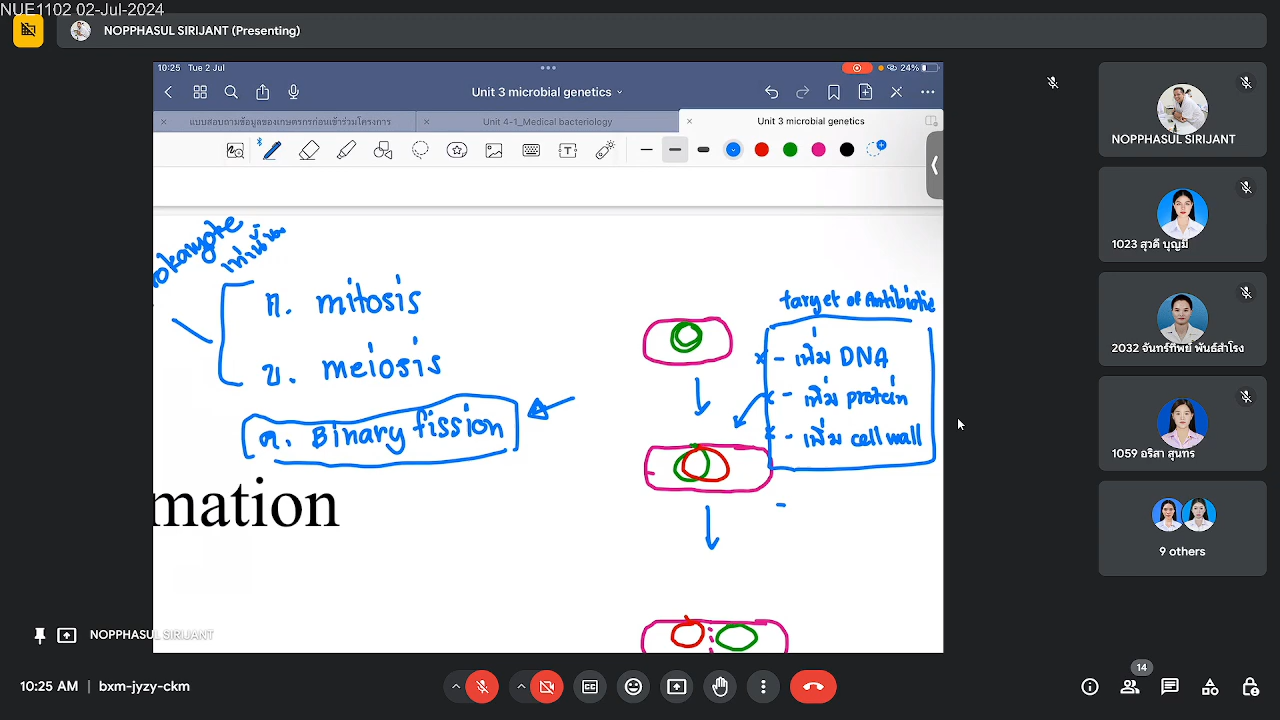 NUE1102 02-Jul-2024
NOPPHASUL SIRIJANT (Presenting)
10:25 Tue 2 Jul
24%
Unit 3 microbial genetics
แบบสอบถามข้อมูลของเกษตรกรก่อนเข้าร่วมโครงการ
Unit 4-1_Medical bacteriology
Unit 3 microbial genetics
okaryote
เท่านั้น
ก. mitosis
ข. meiosis
ค. Binary fission
mation
target of Antibiotic
x - เพิ่ม DNA
x - เพิ่ม protein
x - เพิ่ม cell wall
-
NOPPHASUL SIRIJANT
1023 สุวดี บุญมี
2032 จันทร์ทิพย์ พันธ์สำโรง
1059 อริสา สุนทร
9 others
NOPPHASUL SIRIJANT
10:25 AM | bxm-jyzy-ckm
14